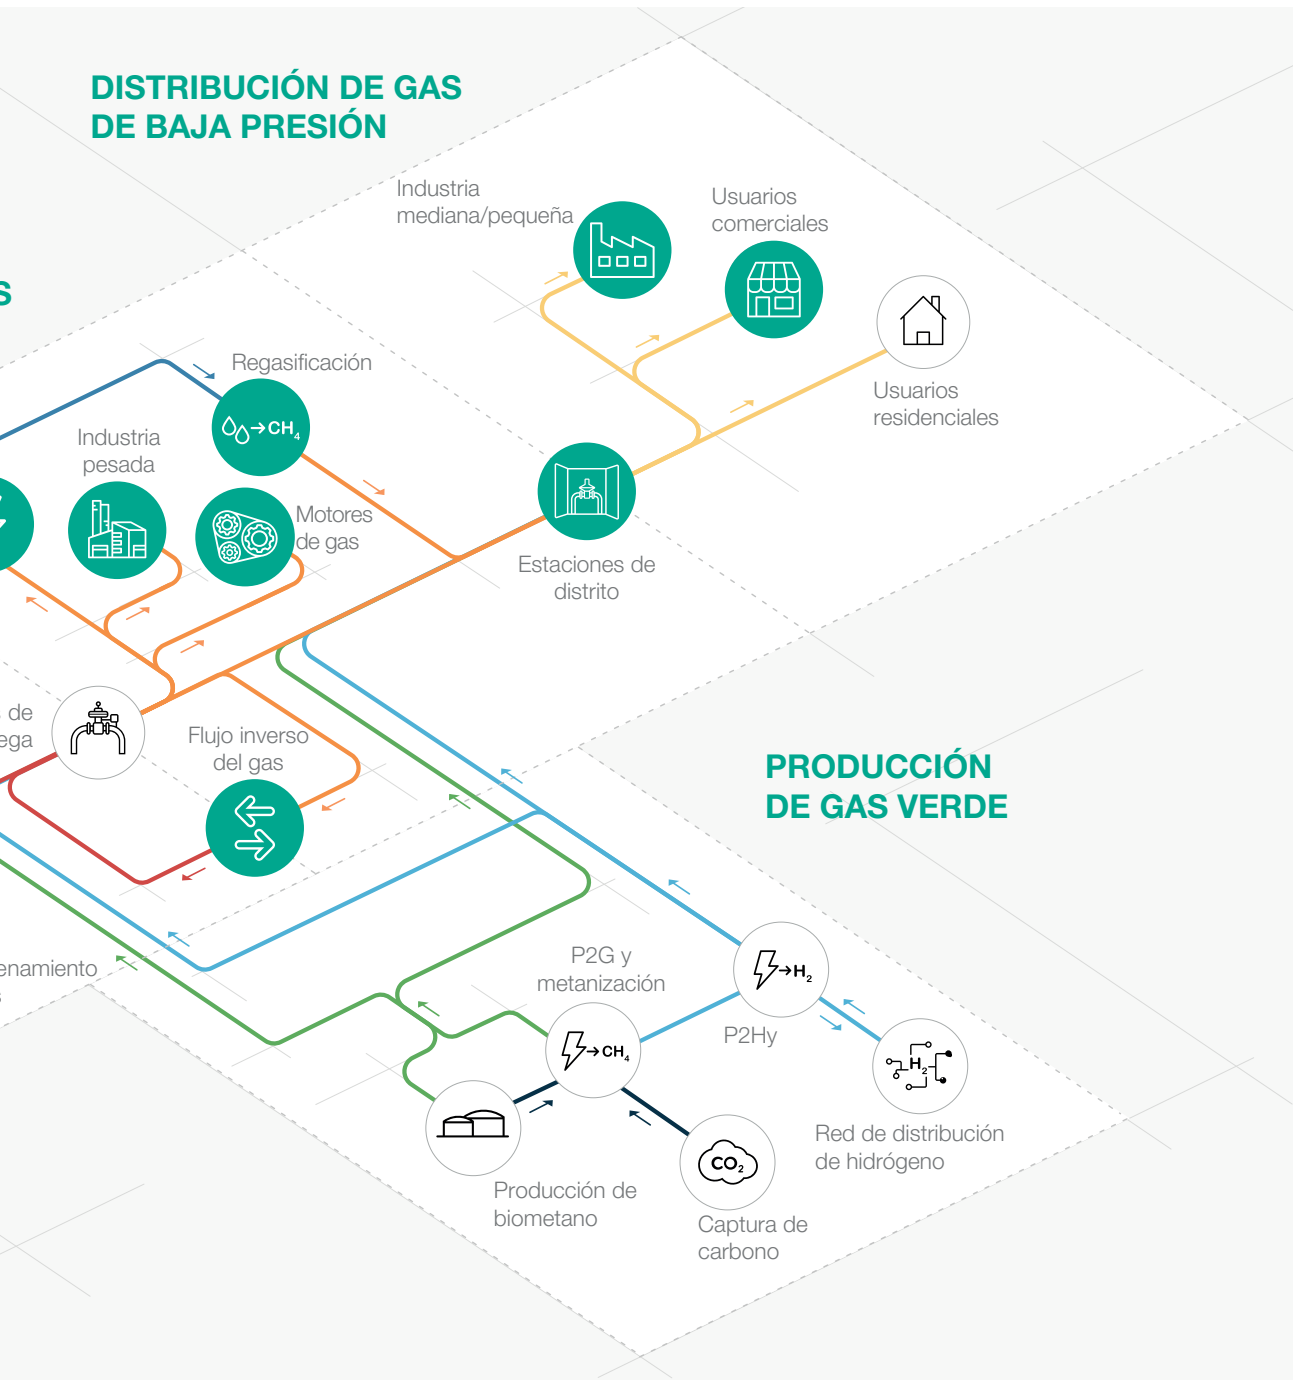 DISTRIBUCIÓN DE GAS
DE BAJA PRESIÓN
Industria
mediana/pequeña
Usuarios
comerciales
S
Usuarios
residenciales
Regasificación
→CH4
Industria
pesada
Motores
de gas
Estaciones de
distrito
de
Flujo inverso
del gas
PRODUCCIÓN
DE GAS VERDE
P2G y
metanización
→CH4
→H2
P2Hy
H2
Red de distribución
de hidrógeno
Producción de
biometano
CO2
Captura de
carbono